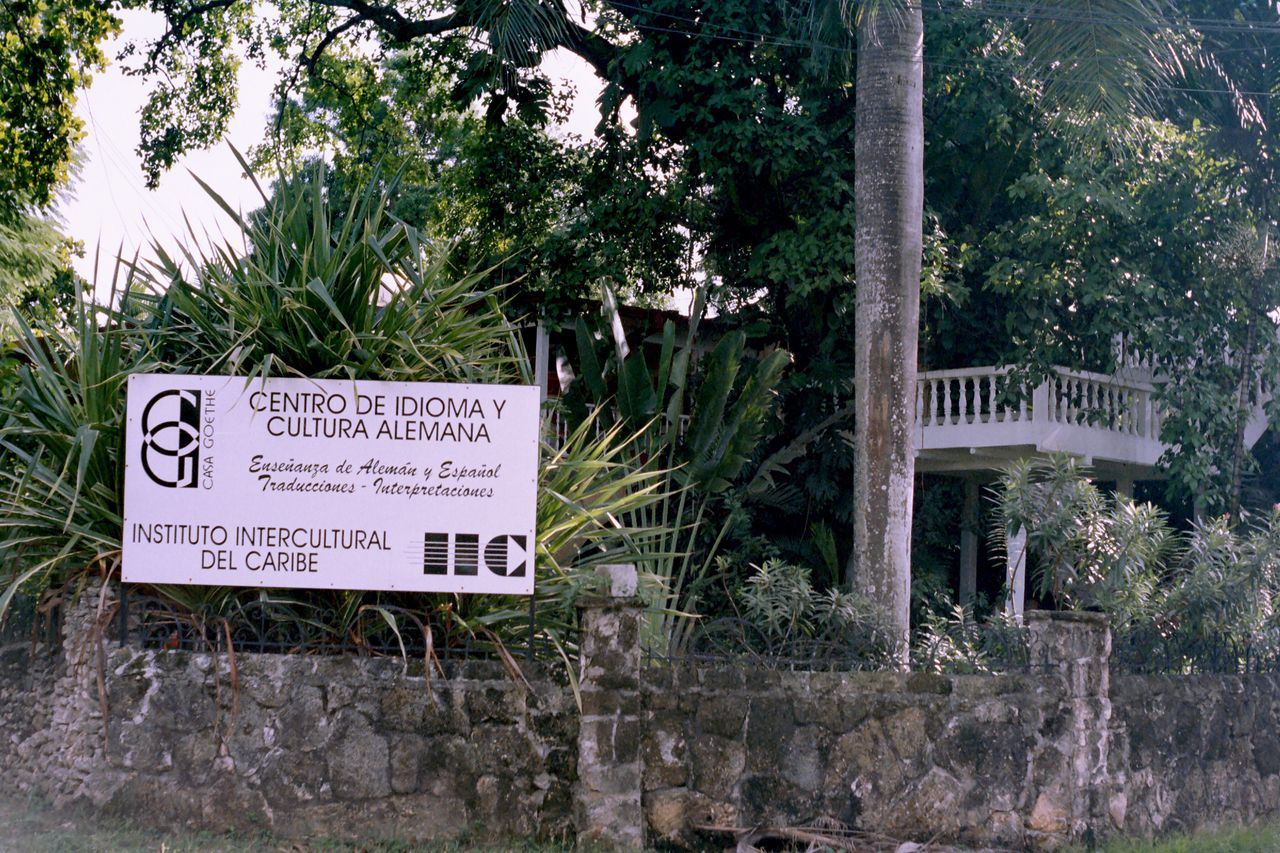 CASA GOETHE
CENTRO DE IDIOMA Y
CULTURA ALEMANA
Enseñanza de Alemán y Español
Traducciones - Interpretaciones
INSTITUTO INTERCULTURAL
DEL CARIBE
IIC